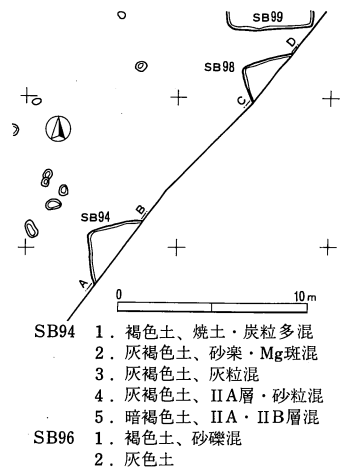 SB99
D
SB98
C
SB94
B
A
0 10m
SB94 1. 褐色土、焼土・炭粒多混
2. 灰褐色土、砂楽・Mg斑混
3. 灰褐色土、灰粒混
4. 灰褐色土、IIA層・砂粒混
5. 暗褐色土、IIA・IIB層混
SB96 1. 褐色土、砂礫混
2. 灰色土